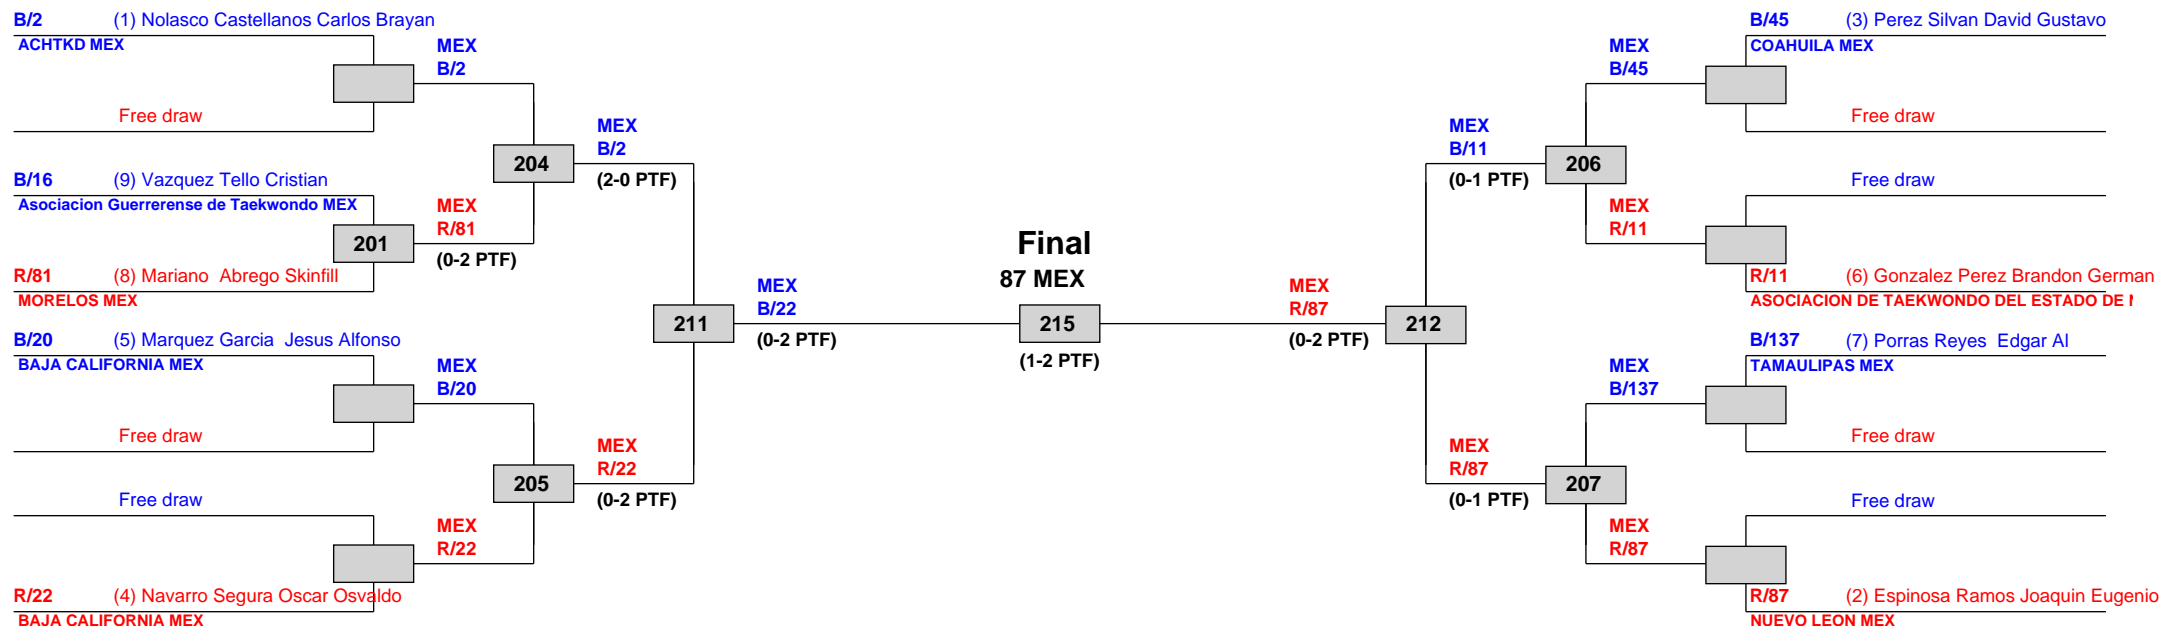 B/2 (1) Nolasco Castellanos Carlos Brayan
ACHTKD MEX
Free draw
B/16 (9) Vazquez Tello Cristian
Asociacion Guerrerense de Taekwondo MEX
R/81 (8) Mariano  Abrego Skinfill
MORELOS MEX
B/20 (5) Marquez Garcia  Jesus Alfonso
BAJA CALIFORNIA MEX
Free draw
Free draw
R/22 (4) Navarro Segura Oscar Osvaldo
BAJA CALIFORNIA MEX
201
MEX
B/2
MEX
R/81
(0-2 PTF)
MEX
B/20
MEX
R/22
204
205
MEX
B/2
(2-0 PTF)
MEX
R/22
(0-2 PTF)
211
MEX
B/22
(0-2 PTF)
Final
87 MEX
215
(1-2 PTF)
MEX
R/87
(0-2 PTF)
212
MEX
B/11
(0-1 PTF)
MEX
R/87
(0-1 PTF)
206
207
MEX
B/45
MEX
R/11
MEX
B/137
MEX
R/87
B/45 (3) Perez Silvan David Gustavo
COAHUILA MEX
Free draw
Free draw
R/11 (6) Gonzalez Perez Brandon German
ASOCIACION DE TAEKWONDO DEL ESTADO DE
B/137 (7) Porras Reyes  Edgar Al
TAMAULIPAS MEX
Free draw
Free draw
R/87 (2) Espinosa Ramos Joaquin Eugenio
NUEVO LEON MEX